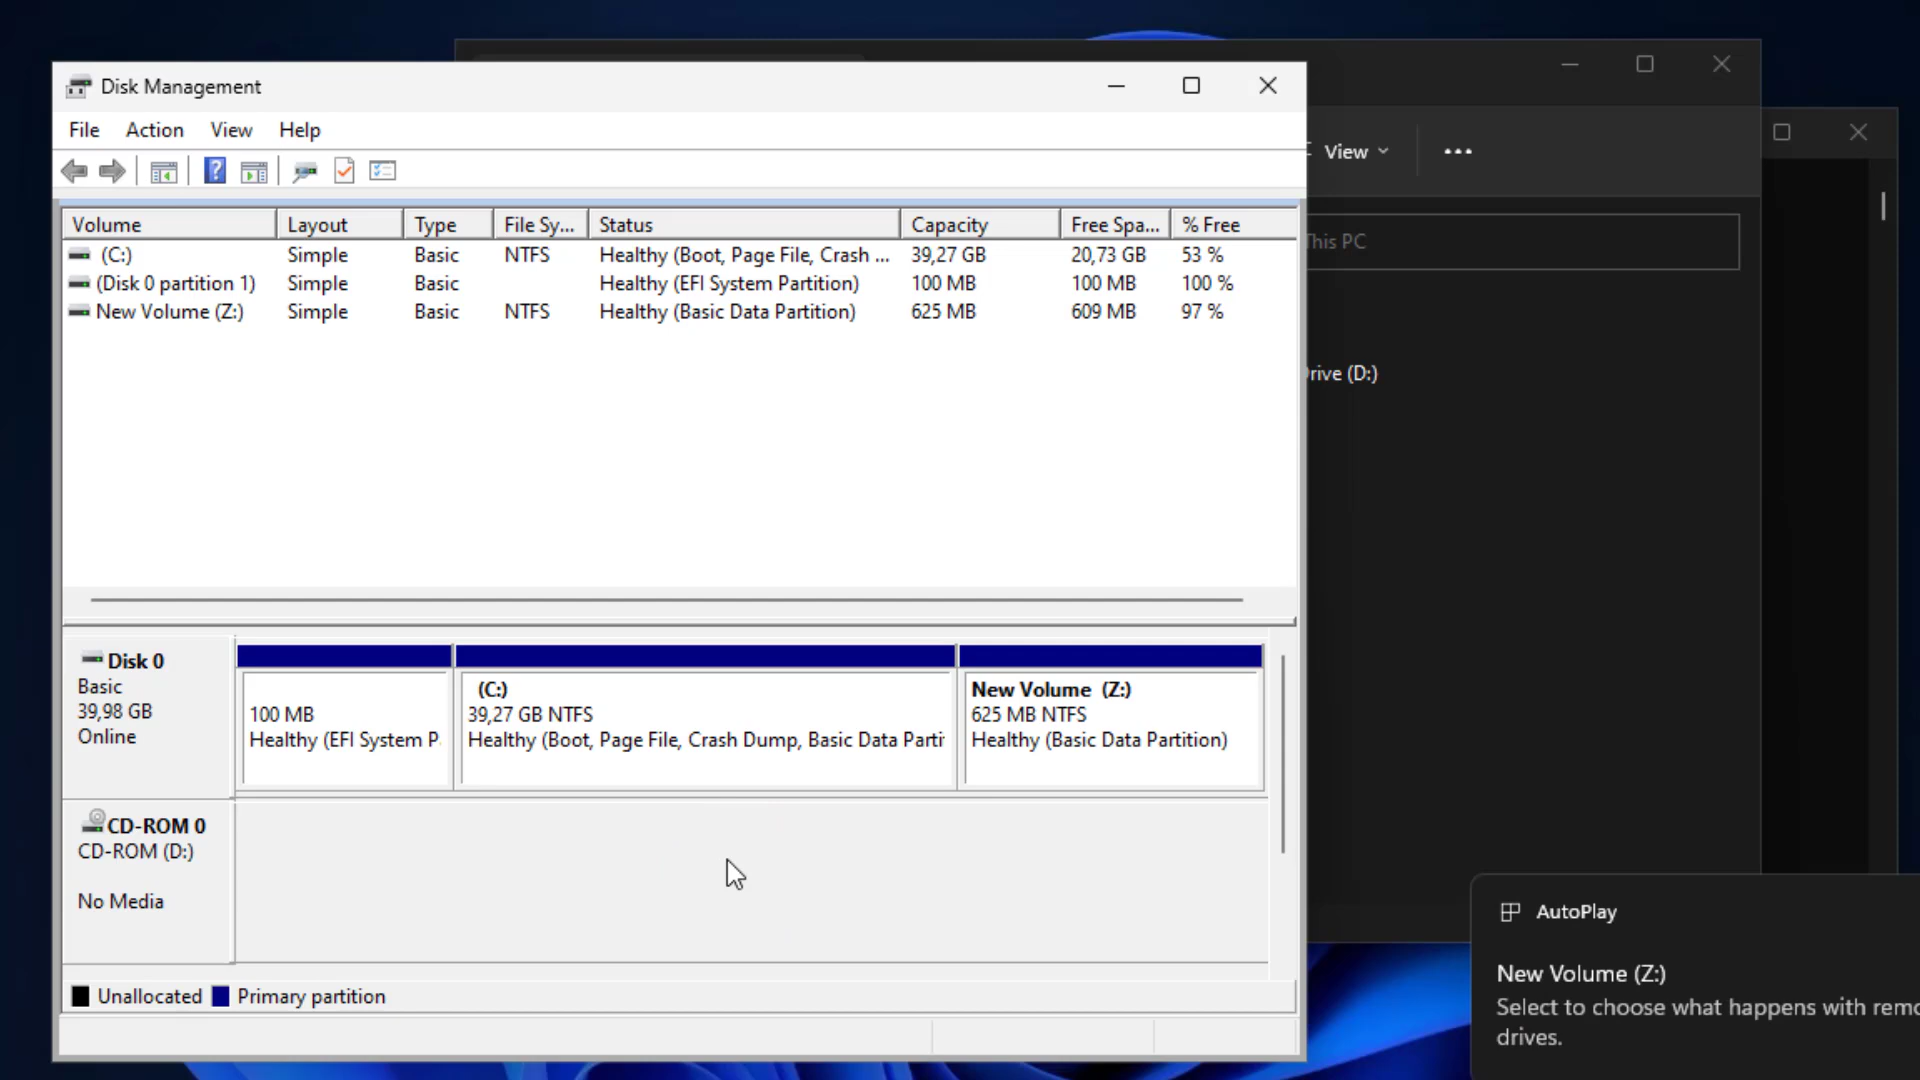 Disk Management
File Action View Help
View
This PC
Volume Layout Type File Sy... Status Capacity Free Spa... % Free
(C:) Simple Basic NTFS Healthy (Boot, Page File, Crash ... 39,27 GB 20,73 GB 53 %
(Disk 0 partition 1) Simple Basic Healthy (EFI System Partition) 100 MB 100 MB 100 %
New Volume (Z:) Simple Basic NTFS Healthy (Basic Data Partition) 625 MB 609 MB 97 %
rive (D:)
Disk 0
Basic
39,98 GB
Online
100 MB
Healthy (EFI System P
(C:)
39,27 GB NTFS
Healthy (Boot, Page File, Crash Dump, Basic Data Parti
New Volume (Z:)
625 MB NTFS
Healthy (Basic Data Partition)
CD-ROM 0
CD-ROM (D:)
No Media
Unallocated Primary partition
AutoPlay
New Volume (Z:)
Select to choose what happens with remo
drives.